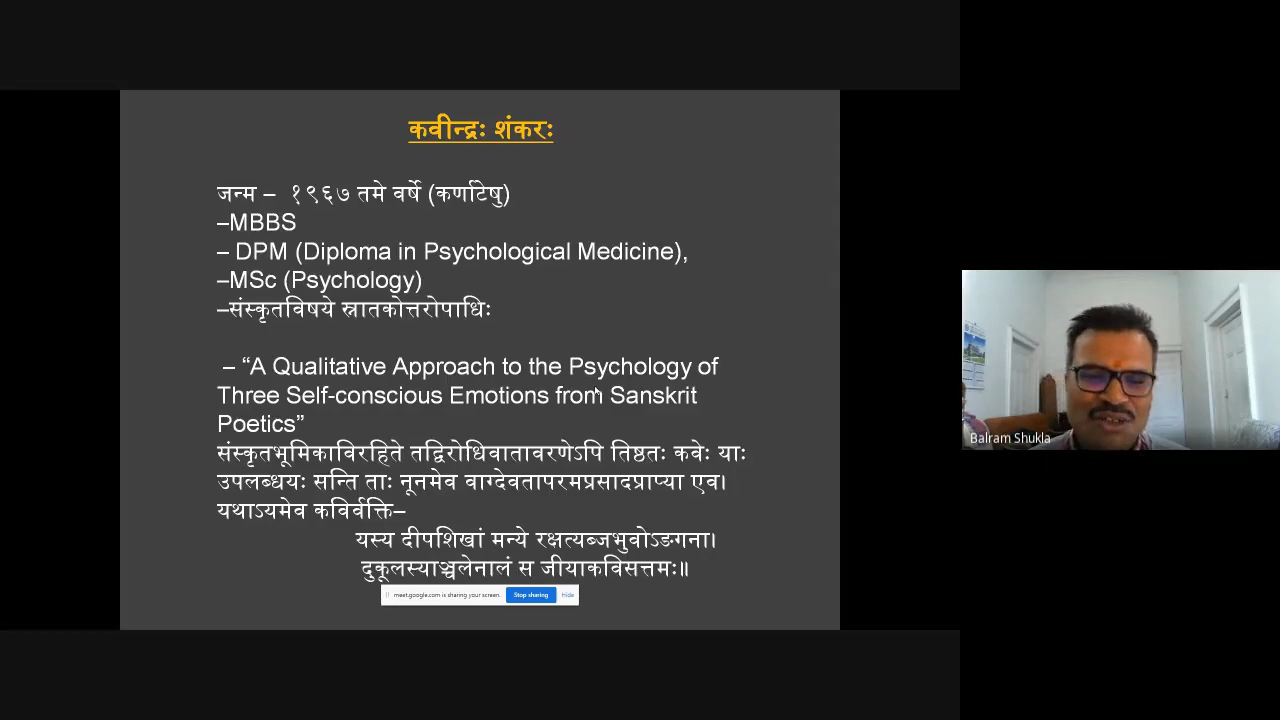 कवीन्द्रः शंकरः
जन्म – १९६७ तमे वर्षे (कर्णाटेषु)
–MBBS
– DPM (Diploma in Psychological Medicine),
–MSc (Psychology)
–संस्कृतविषये स्नातकोत्तरोपाधिः
– “A Qualitative Approach to the Psychology of
Three Self-conscious Emotions from Sanskrit
Poetics”
संस्कृतभूमिकाविरहिते तद्विरोधिवातावरणेऽपि तिष्ठतः कवेः याः
उपलब्धयः सन्ति ताः नूनमेव वाग्देवतापरमप्रसादप्राप्या एव।
यथाऽयमेव कविर्वक्ति–
यस्य दीपशिखां मन्ये रक्षत्यब्जभुवोऽङगना।
दुकूलस्याञ्चलेनालं स जीयाकविसत्तमः॥
meet.google.com is sharing your screen. Stop sharing Hide
Balram Shukla